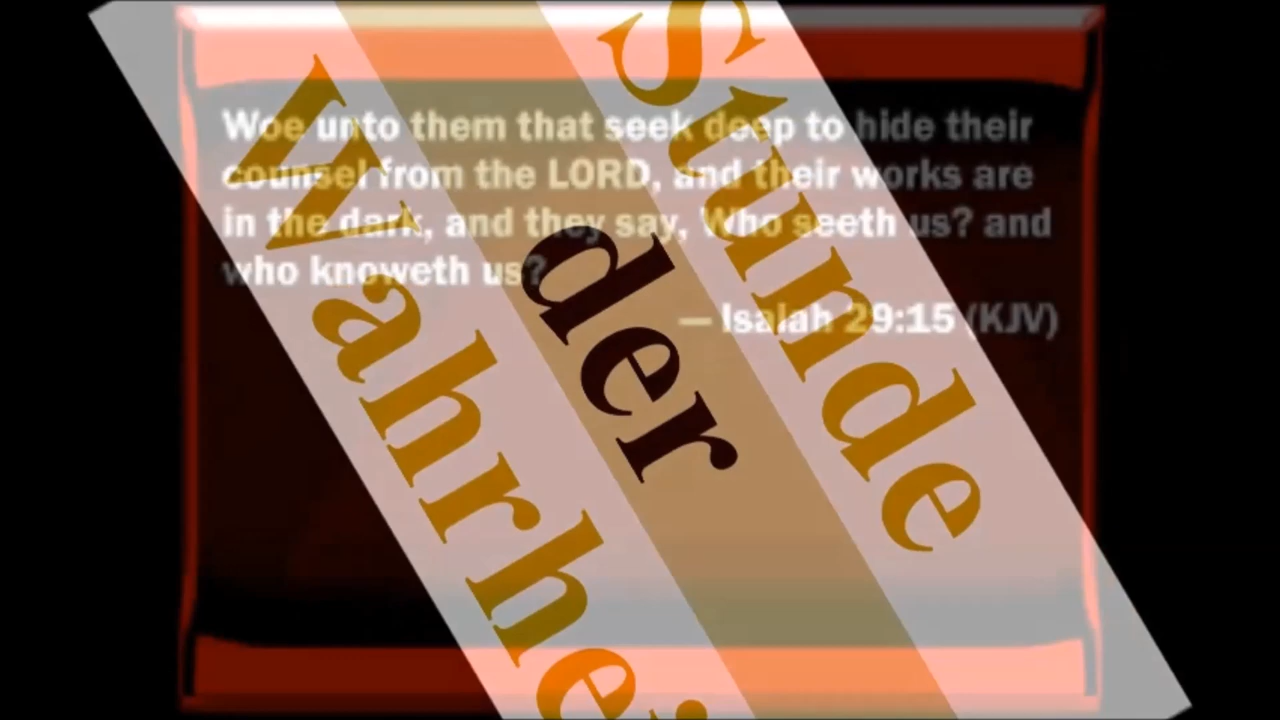 Woe unto them that seek deep to hide their
counsel from the LORD, and their works are
in the dark, and they say, Who seeth us? and
who knoweth us?
— Isaiah 29:15 (KJV)
Stunde
der
Wahrhei